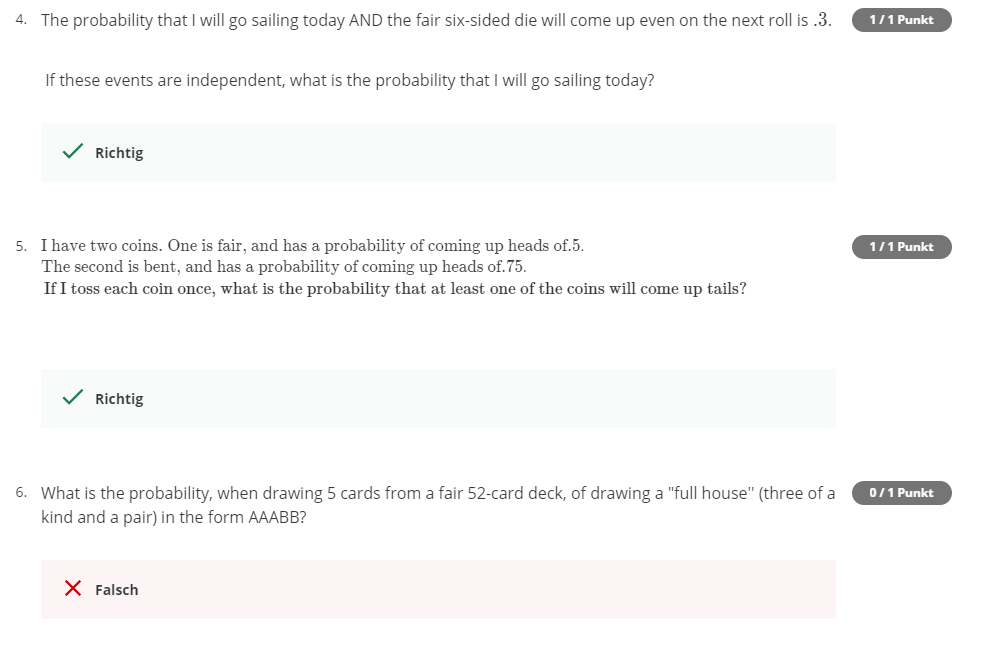 4. The probability that I will go sailing today AND the fair six-sided die will come up even on the next roll is .3.
1 / 1 Punkt
If these events are independent, what is the probability that I will go sailing today?
Richtig
5. I have two coins. One is fair, and has a probability of coming up heads of.5.
1 / 1 Punkt
The second is bent, and has a probability of coming up heads of.75.
If I toss each coin once, what is the probability that at least one of the coins will come up tails?
Richtig
6. What is the probability, when drawing 5 cards from a fair 52-card deck, of drawing a "full house" (three of a
0 / 1 Punkt
kind and a pair) in the form AAABB?
Falsch